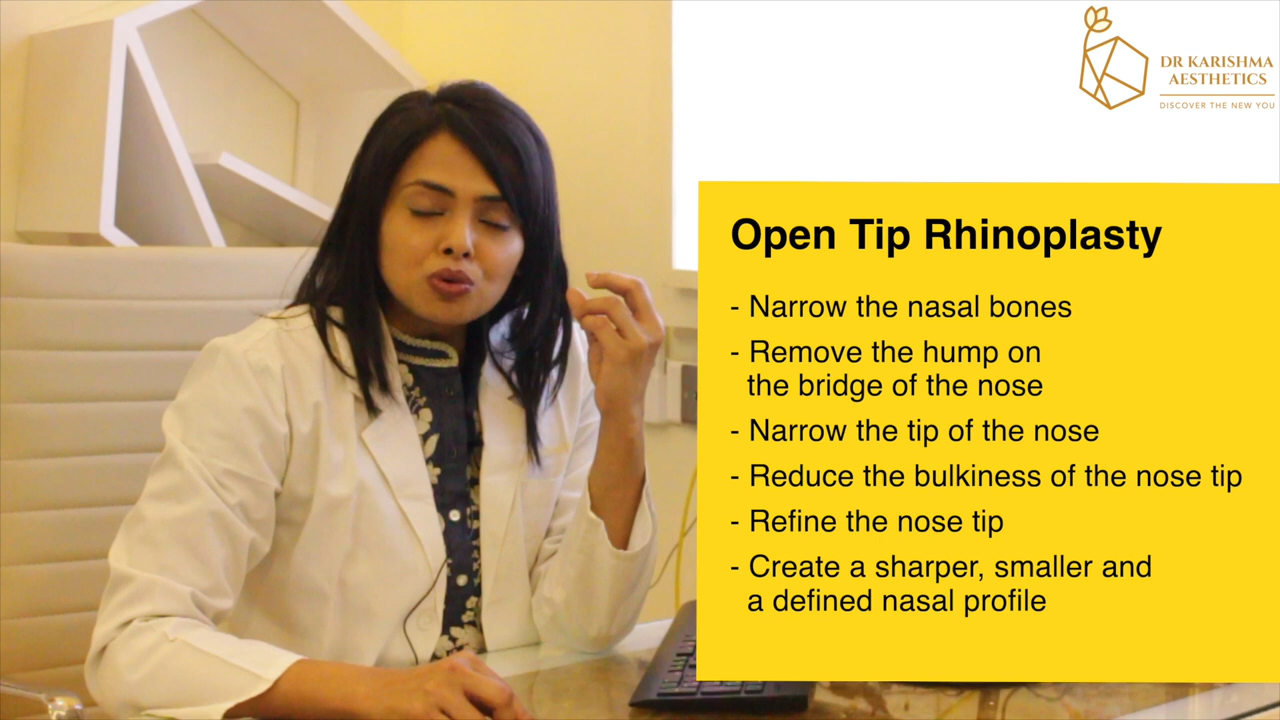 DR KARISHMA
AESTHETICS
DISCOVER THE NEW YOU
Open Tip Rhinoplasty
- Narrow the nasal bones
- Remove the hump on
the bridge of the nose
- Narrow the tip of the nose
- Reduce the bulkiness of the nose tip
- Refine the nose tip
- Create a sharper, smaller and
a defined nasal profile